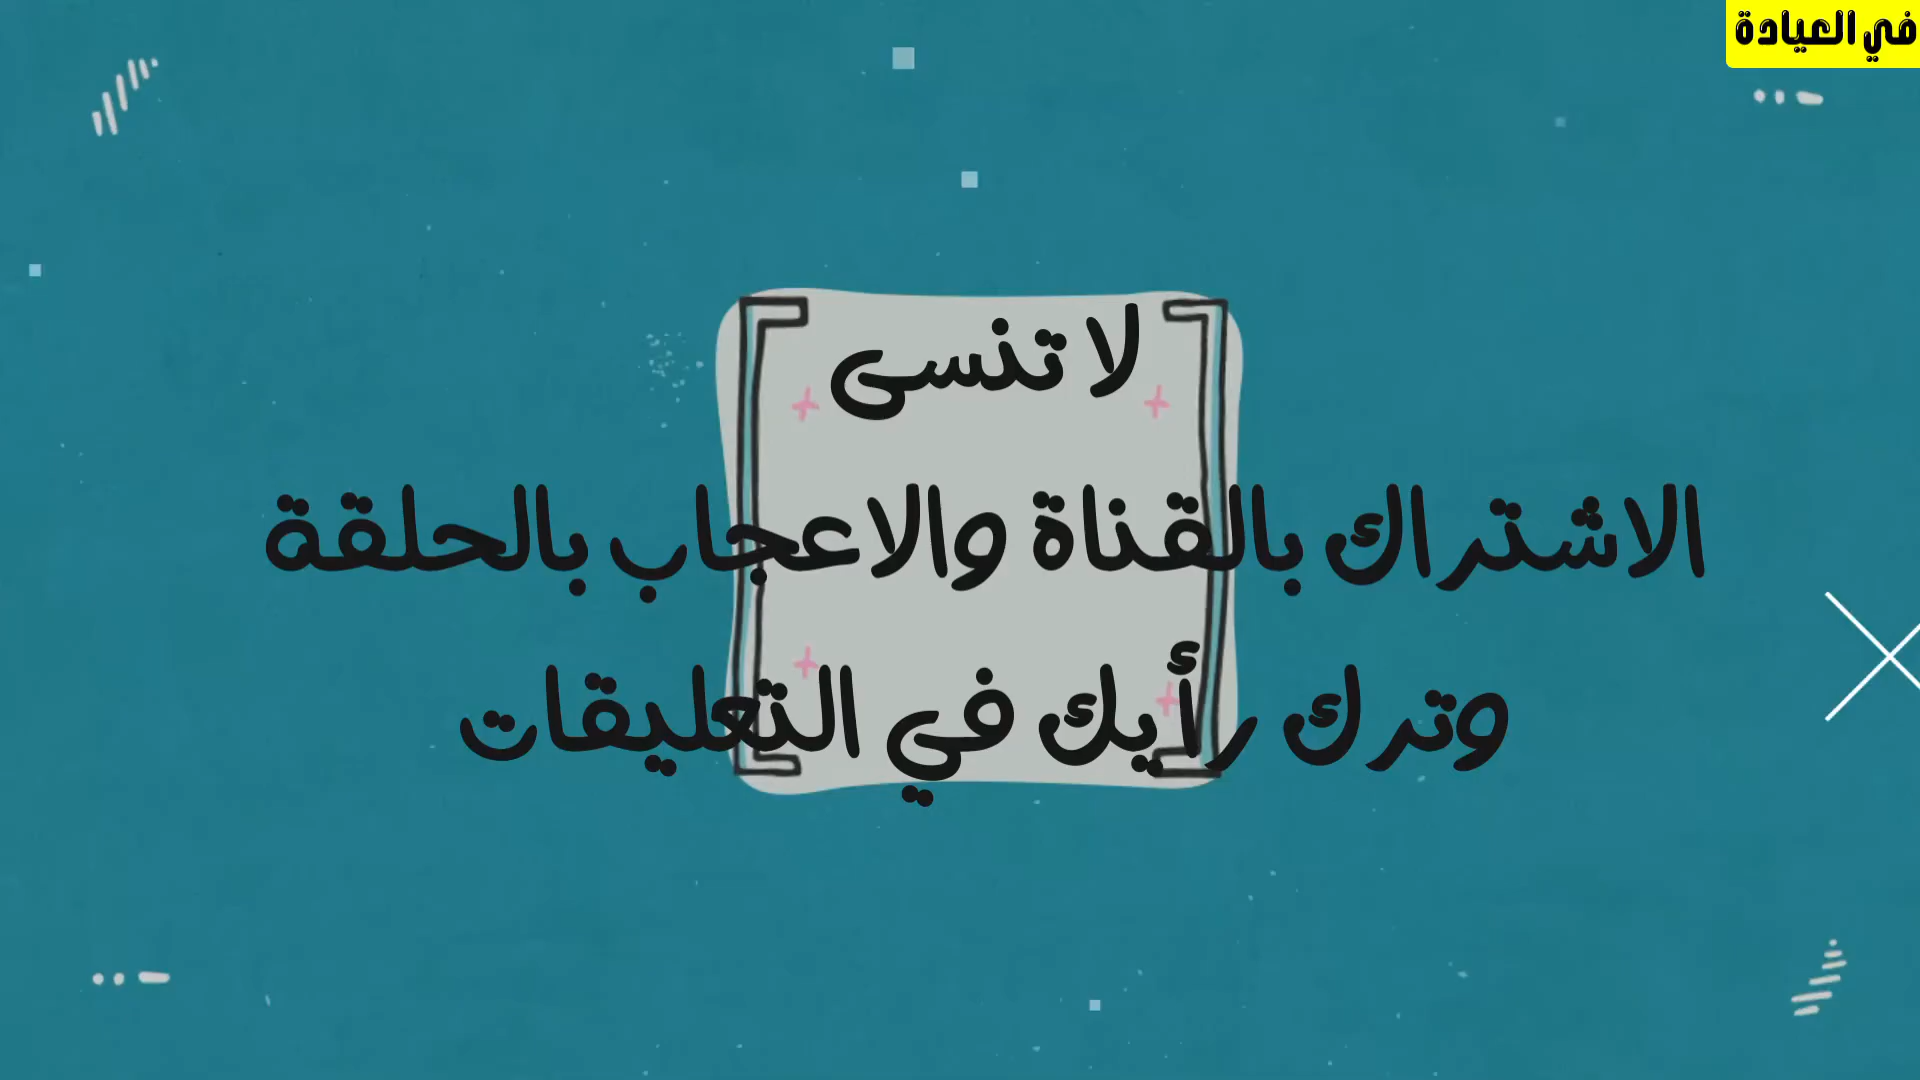 في العيادة
لا تنسى
الاشتراك بالقناة والاعجاب بالحلقة
وترك رأيك في التعليقات